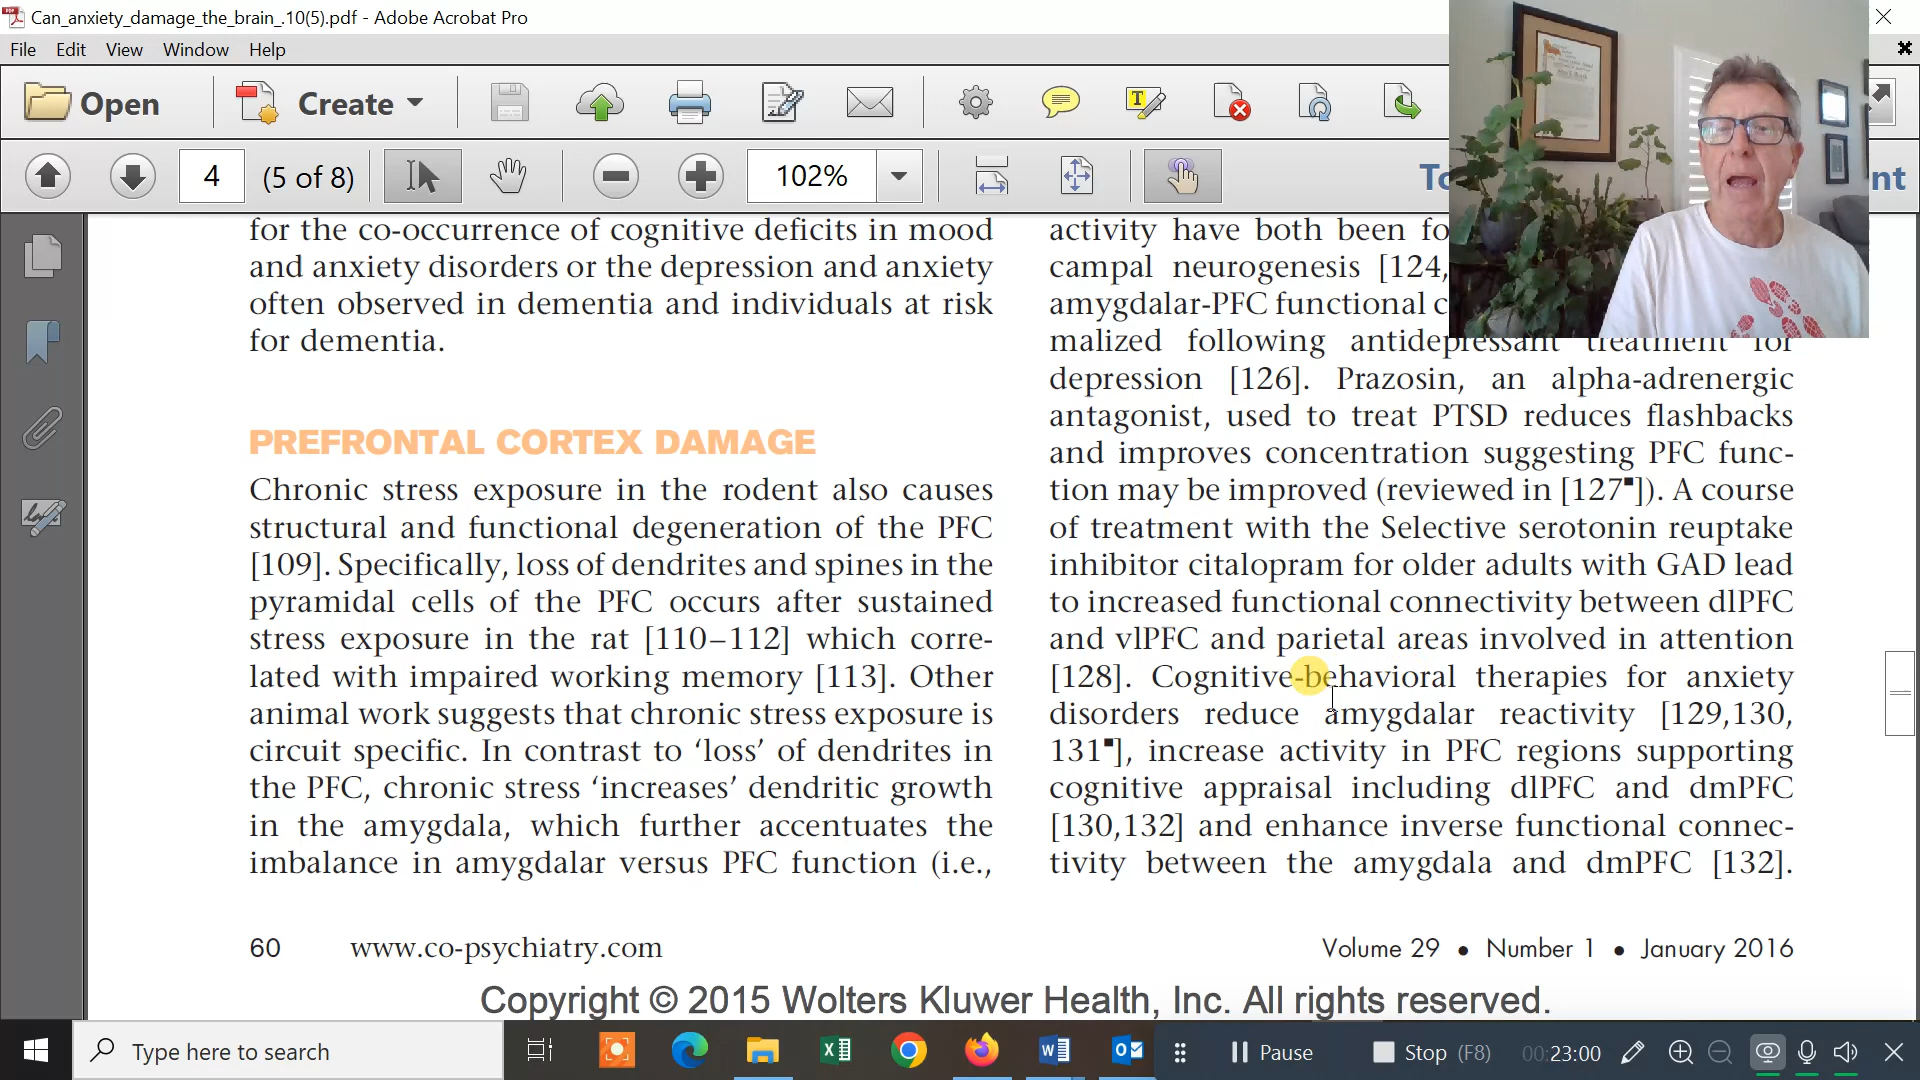 Can_anxiety_damage_the_brain_.10(5).pdf - Adobe Acrobat Pro
File Edit View Window Help
Open Create
4 (5 of 8) 102%
for the co-occurrence of cognitive deficits in mood
and anxiety disorders or the depression and anxiety
often observed in dementia and individuals at risk
for dementia.
PREFRONTAL CORTEX DAMAGE
Chronic stress exposure in the rodent also causes
structural and functional degeneration of the PFC
[109]. Specifically, loss of dendrites and spines in the
pyramidal cells of the PFC occurs after sustained
stress exposure in the rat [110–112] which corre-
lated with impaired working memory [113]. Other
animal work suggests that chronic stress exposure is
circuit specific. In contrast to ‘loss’ of dendrites in
the PFC, chronic stress ‘increases’ dendritic growth
in the amygdala, which further accentuates the
imbalance in amygdalar versus PFC function (i.e.,
activity have both been fo
campal neurogenesis [124,
amygdalar-PFC functional c
malized following antidepressant treatment for
depression [126]. Prazosin, an alpha-adrenergic
antagonist, used to treat PTSD reduces flashbacks
and improves concentration suggesting PFC func-
tion may be improved (reviewed in [127▪]). A course
of treatment with the Selective serotonin reuptake
inhibitor citalopram for older adults with GAD lead
to increased functional connectivity between dlPFC
and vlPFC and parietal areas involved in attention
[128]. Cognitive-behavioral therapies for anxiety
disorders reduce amygdalar reactivity [129,130,
131▪], increase activity in PFC regions supporting
cognitive appraisal including dlPFC and dmPFC
[130,132] and enhance inverse functional connec-
tivity between the amygdala and dmPFC [132].
60 www.co-psychiatry.com
Volume 29 • Number 1 • January 2016
Copyright © 2015 Wolters Kluwer Health, Inc. All rights reserved.
Type here to search
Pause Stop (F8) 00:23:00